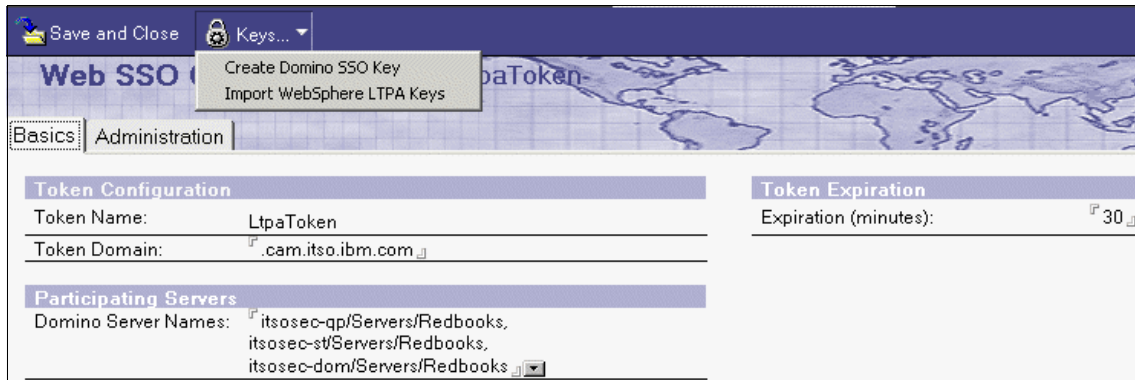 Save and Close Keys...
Create Domino SSO Key
Import WebSphere LTPA Keys
Web SSO paToken
Basics Administration
Token Configuration
Token Name: LtpaToken
Token Domain: .cam.itso.ibm.com
Token Expiration
Expiration (minutes): 30
Participating Servers
Domino Server Names: itsosec-qp/Servers/Redbooks,
itsosec-st/Servers/Redbooks,
itsosec-dom/Servers/Redbooks